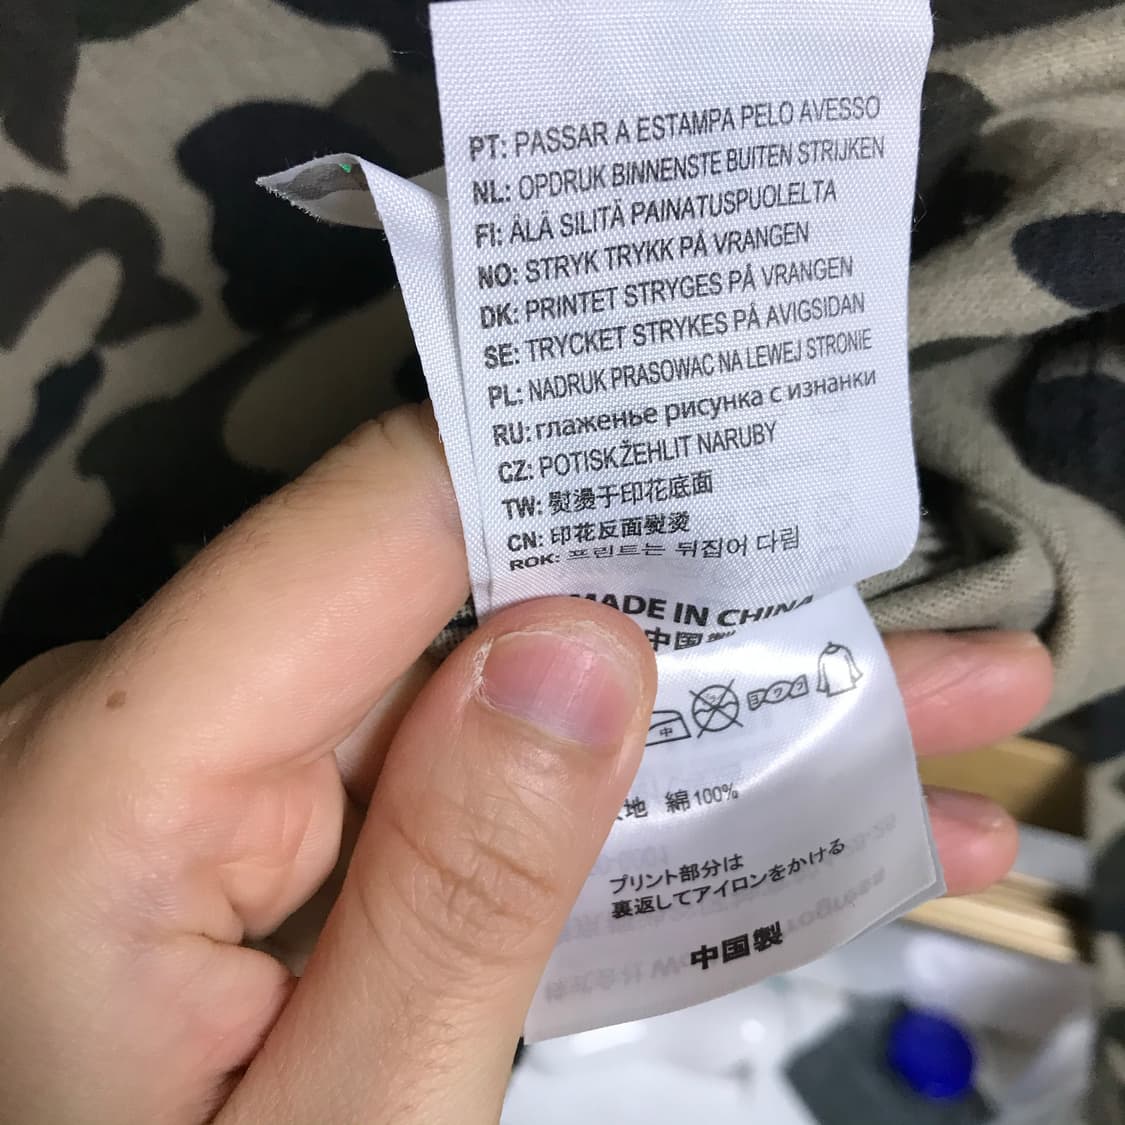 PT: PASSAR A ESTAMPA PELO AVESSO
NL: OPDRUK BINNENSTE BUITEN STRIJKEN
FI: ÄLÄ SILITÄ PAINATUSPUOLELTA
NO: STRYK TRYKK PÅ VRANGEN
DK: PRINTET STRYGES PÅ VRANGEN
SE: TRYCKET STRYKES PÅ AVIGSIDAN
PL: NADRUK PRASOWAC NA LEWEJ STRONIE
RU: глаженье рисунка с изнанки
CZ: POTISKŽEHLIT NARUBY
TW: 熨燙于印花底面
CN: 印花反面熨烫
ROK: 프린트는 뒤집어 다림
MADE IN CHINA
中国製
中
地 綿100%
プリント部分は
裏返してアイロンをかける
中国製